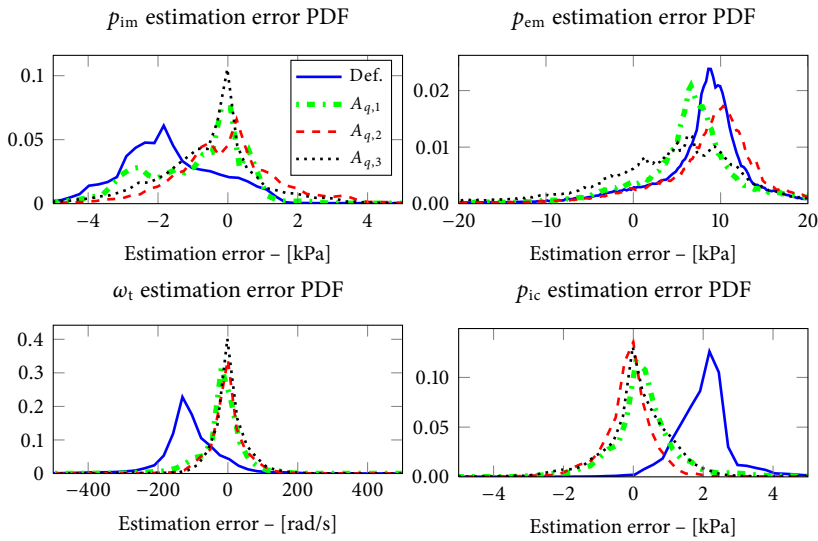 p_im estimation error PDF
0.1
0.05
0
−4 −2 0 2 4
Estimation error – [kPa]
Def.
A_q,1
A_q,2
A_q,3
p_em estimation error PDF
0.02
0.01
0.00
−20 −10 0 10 20
Estimation error – [kPa]
ω_t estimation error PDF
0.4
0.3
0.2
0.1
0
−400 −200 0 200 400
Estimation error – [rad/s]
p_ic estimation error PDF
0.10
0.05
0.00
−4 −2 0 2 4
Estimation error – [kPa]